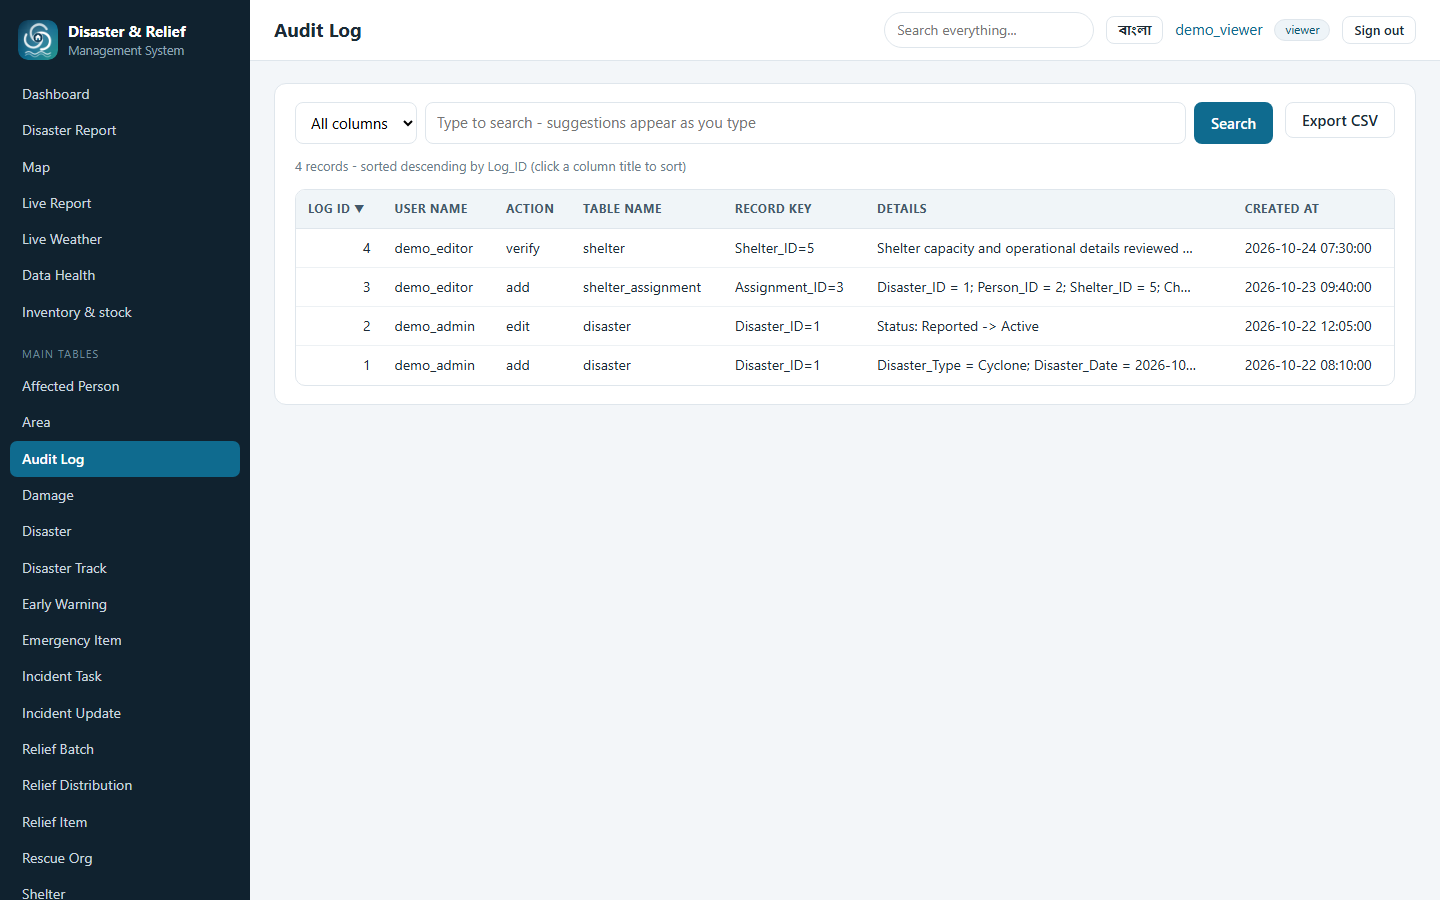 Disaster & Relief
Management System
Dashboard
Disaster Report
Map
Live Report
Live Weather
Data Health
Inventory & stock
MAIN TABLES
Affected Person
Area
Audit Log
Damage
Disaster
Disaster Track
Early Warning
Emergency Item
Incident Task
Incident Update
Relief Batch
Relief Distribution
Relief Item
Rescue Org
Shelter
Audit Log
Search everything...
বাংলা
demo_viewer
viewer
Sign out
All columns
Type to search - suggestions appear as you type
Search
Export CSV
4 records - sorted descending by Log_ID (click a column title to sort)
LOG ID ▼ USER NAME ACTION TABLE NAME RECORD KEY DETAILS CREATED AT
4 demo_editor verify shelter Shelter_ID=5 Shelter capacity and operational details reviewed ... 2026-10-24 07:30:00
3 demo_editor add shelter_assignment Assignment_ID=3 Disaster_ID = 1; Person_ID = 2; Shelter_ID = 5; Ch... 2026-10-23 09:40:00
2 demo_admin edit disaster Disaster_ID=1 Status: Reported -> Active 2026-10-22 12:05:00
1 demo_admin add disaster Disaster_ID=1 Disaster_Type = Cyclone; Disaster_Date = 2026-10... 2026-10-22 08:10:00